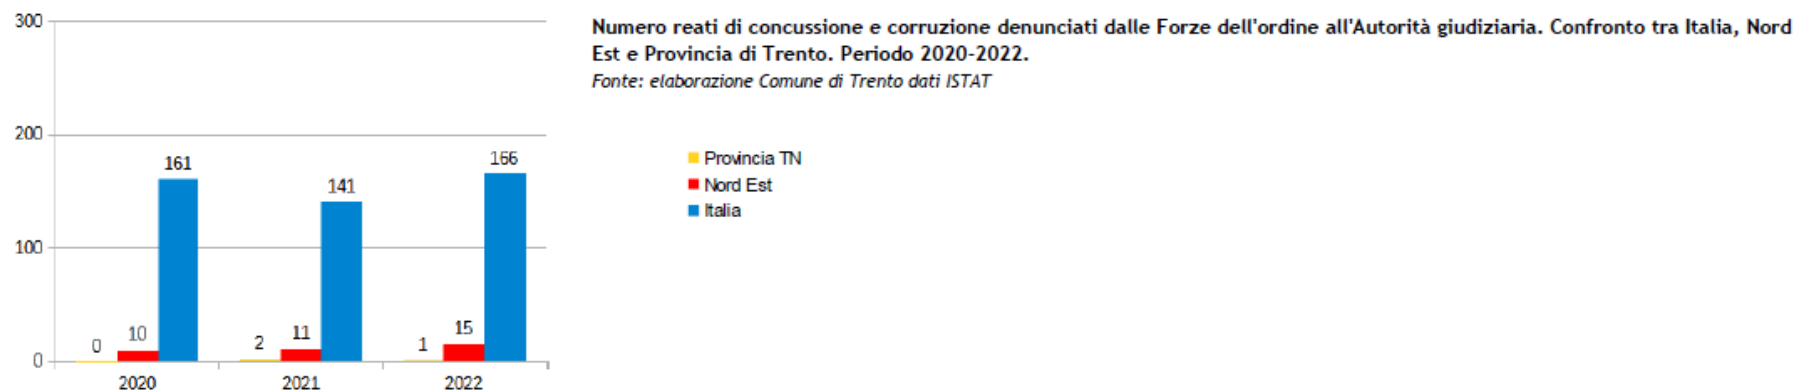 Numero reati di concussione e corruzione denunciati dalle Forze dell'ordine all'Autorità giudiziaria. Confronto tra Italia, Nord
Est e Provincia di Trento. Periodo 2020-2022.
Fonte: elaborazione Comune di Trento dati ISTAT
300
200
100
0
0
10
161
2
11
141
1
15
166
2020
2021
2022
Provincia TN
Nord Est
Italia